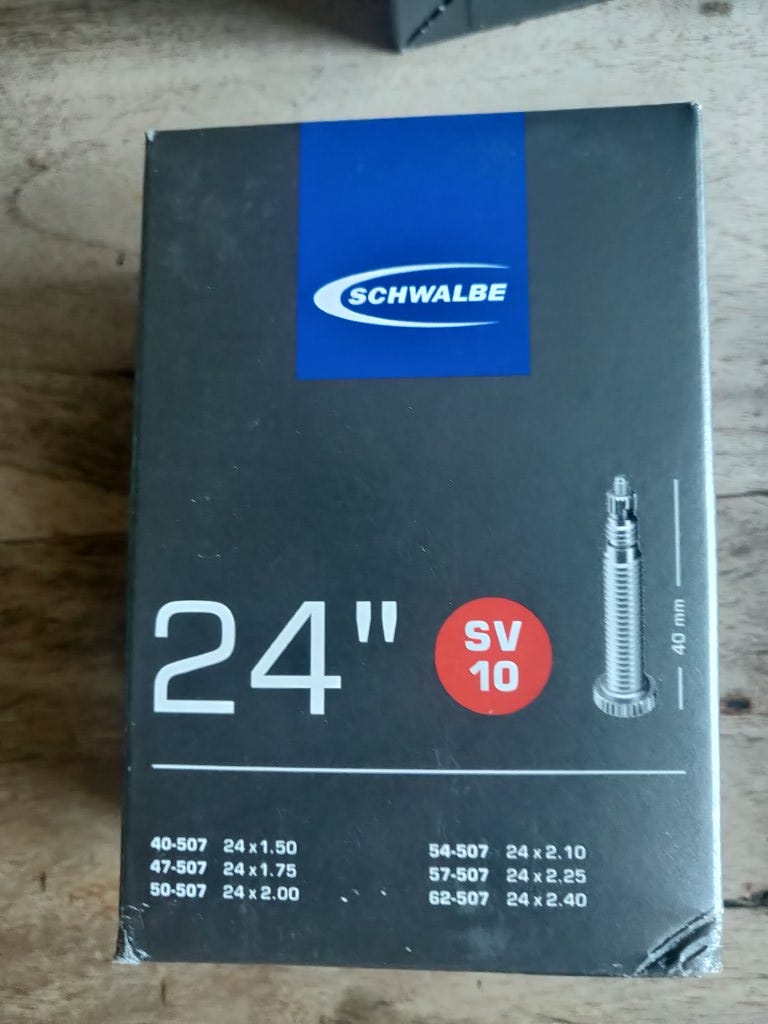 SCHWALBE
24"
SV
10
40 mm
40-507 24 x 1.50
47-507 24 x 1.75
50-507 24 x 2.00
54-507 24 x 2.10
57-507 24 x 2.25
62-507 24 x 2.40